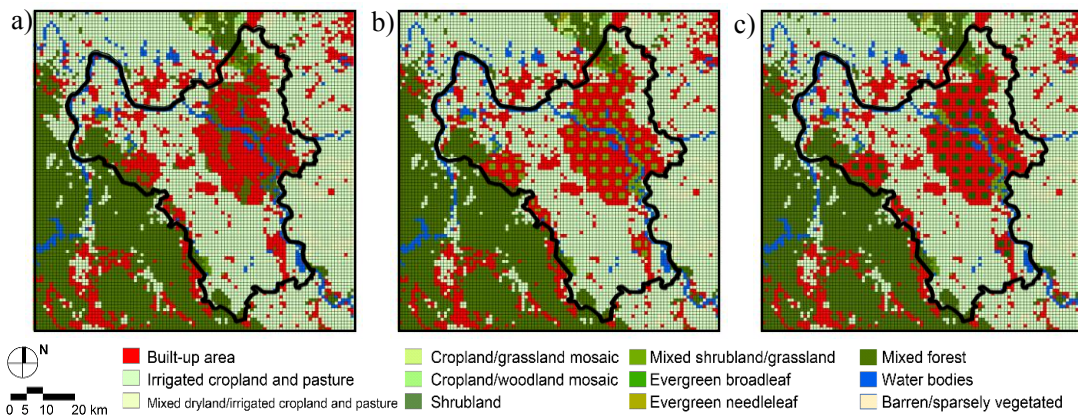 a)
b)
c)
N
0 5 10 20 km
Built-up area
Irrigated cropland and pasture
Mixed dryland/irrigated cropland and pasture
Cropland/grassland mosaic
Cropland/woodland mosaic
Shrubland
Mixed shrubland/grassland
Evergreen broadleaf
Evergreen needleleaf
Mixed forest
Water bodies
Barren/sparsely vegetated